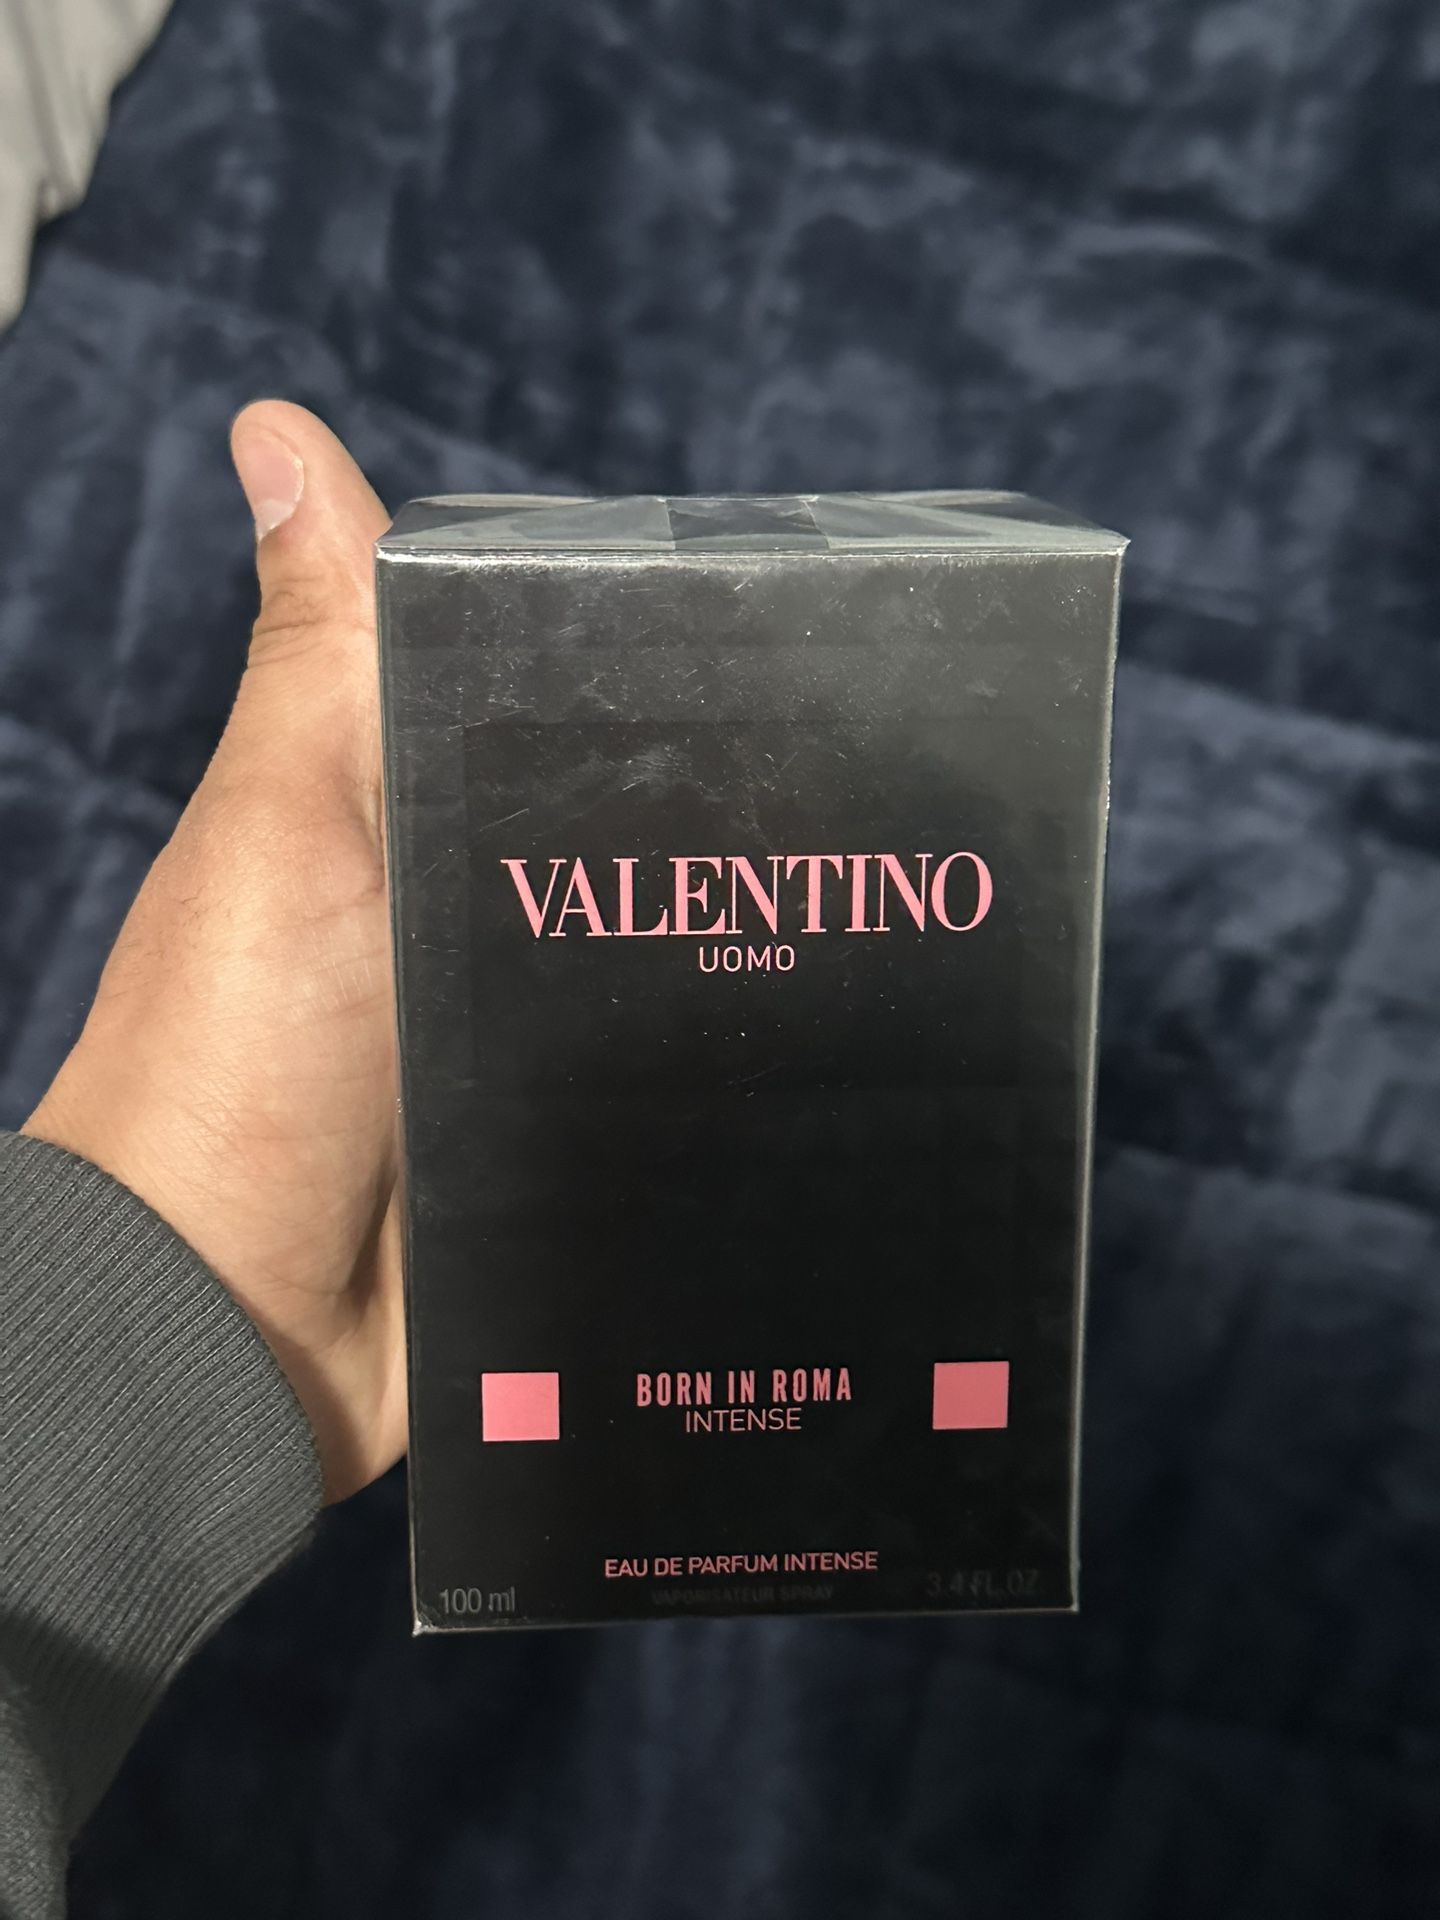 VALENTINO
UOMO
BORN IN ROMA
INTENSE
EAU DE PARFUM INTENSE
100 ml VAPORISATEUR SPRAY 3.4 FL.OZ.